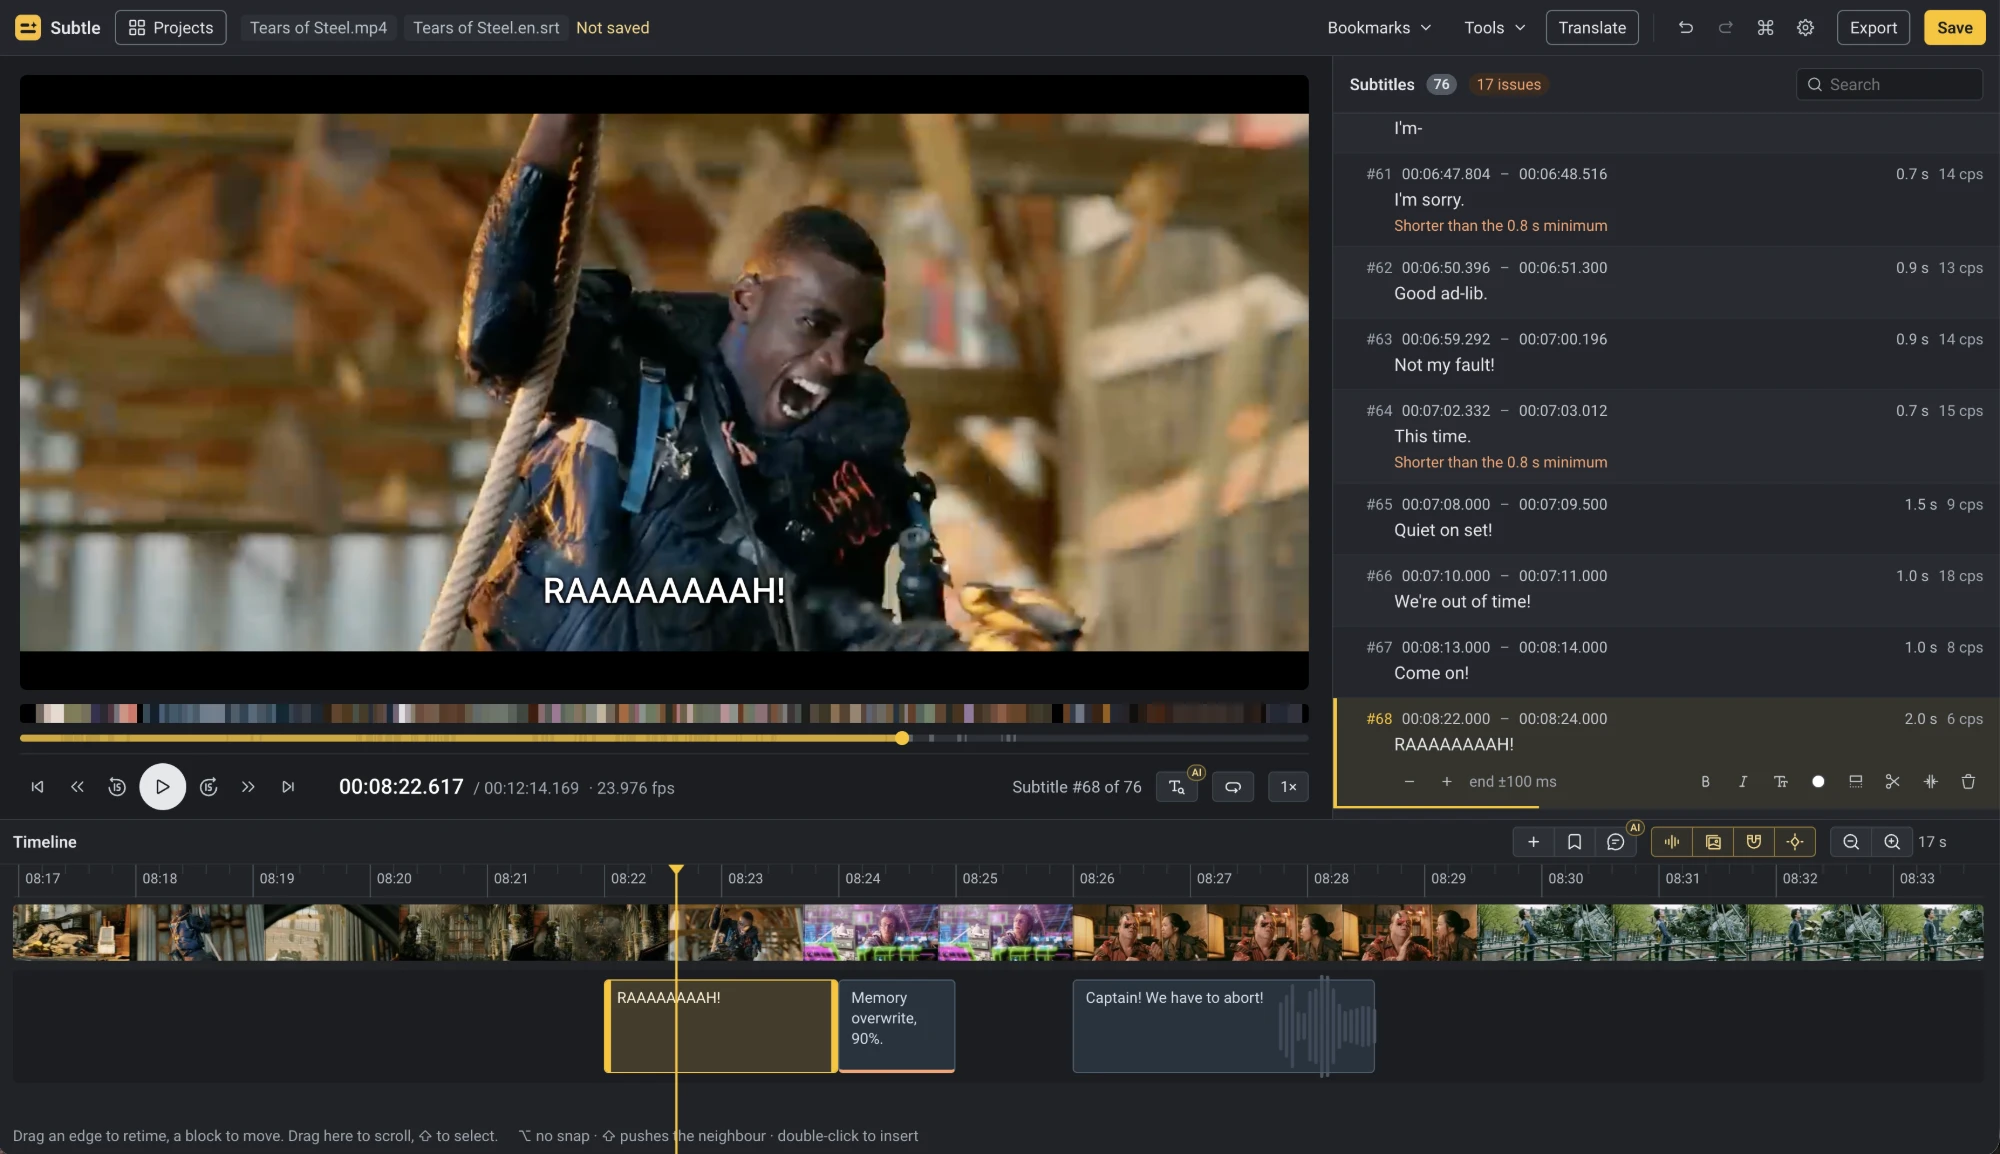 Subtle
Projects
Tears of Steel.mp4
Tears of Steel.en.srt
Not saved
Bookmarks
Tools
Translate
Export
Save
RAAAAAAAAH!
00:08:22.617 / 00:12:14.169 · 23.976 fps
Subtitle #68 of 76
AI
1×
Subtitles 76 17 issues
Search
I'm-
#61 00:06:47.804 – 00:06:48.516 0.7 s 14 cps
I'm sorry.
Shorter than the 0.8 s minimum
#62 00:06:50.396 – 00:06:51.300 0.9 s 13 cps
Good ad-lib.
#63 00:06:59.292 – 00:07:00.196 0.9 s 14 cps
Not my fault!
#64 00:07:02.332 – 00:07:03.012 0.7 s 15 cps
This time.
Shorter than the 0.8 s minimum
#65 00:07:08.000 – 00:07:09.500 1.5 s 9 cps
Quiet on set!
#66 00:07:10.000 – 00:07:11.000 1.0 s 18 cps
We're out of time!
#67 00:08:13.000 – 00:08:14.000 1.0 s 8 cps
Come on!
#68 00:08:22.000 – 00:08:24.000 2.0 s 6 cps
RAAAAAAAAH!
− + end ±100 ms B I
Timeline
AI
17 s
08:17 08:18 08:19 08:20 08:21 08:22 08:23 08:24 08:25 08:26 08:27 08:28 08:29 08:30 08:31 08:32 08:33
RAAAAAAAAH!
Memory
overwrite,
90%.
Captain! We have to abort!
Drag an edge to retime, a block to move. Drag here to scroll, ⇧ to select. ⌥ no snap · ⇧ pushes the neighbour · double-click to insert